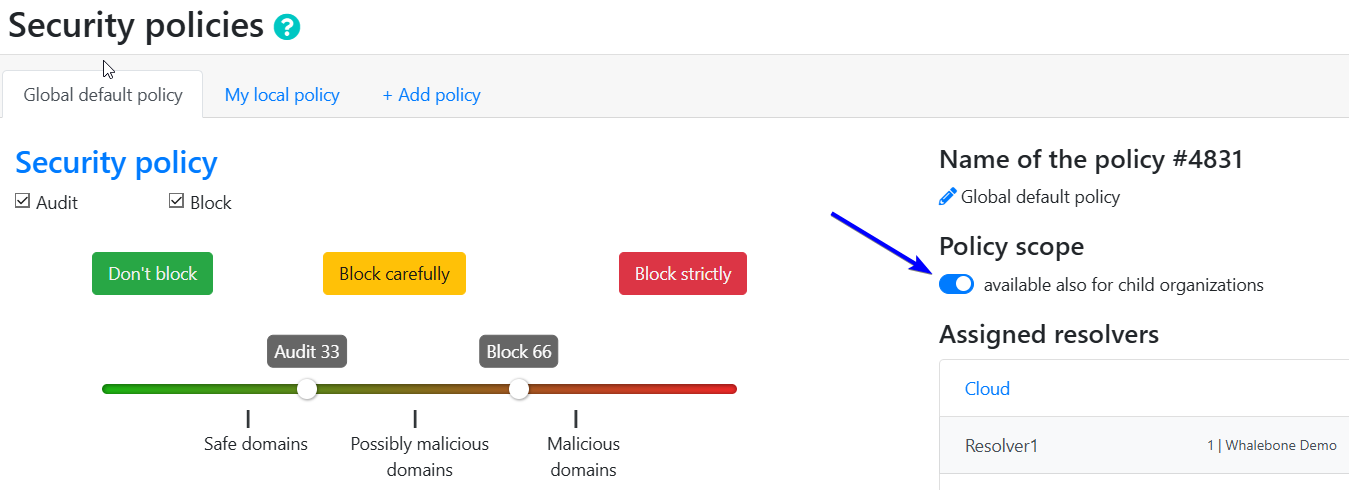 Security policies ?
Global default policy
My local policy
+ Add policy
Security policy
Audit
Block
Don't block
Block carefully
Block strictly
Audit 33
Block 66
Safe domains
Possibly malicious
domains
Malicious
domains
Name of the policy #4831
Global default policy
Policy scope
available also for child organizations
Assigned resolvers
Cloud
Resolver1
1 | Whalebone Demo